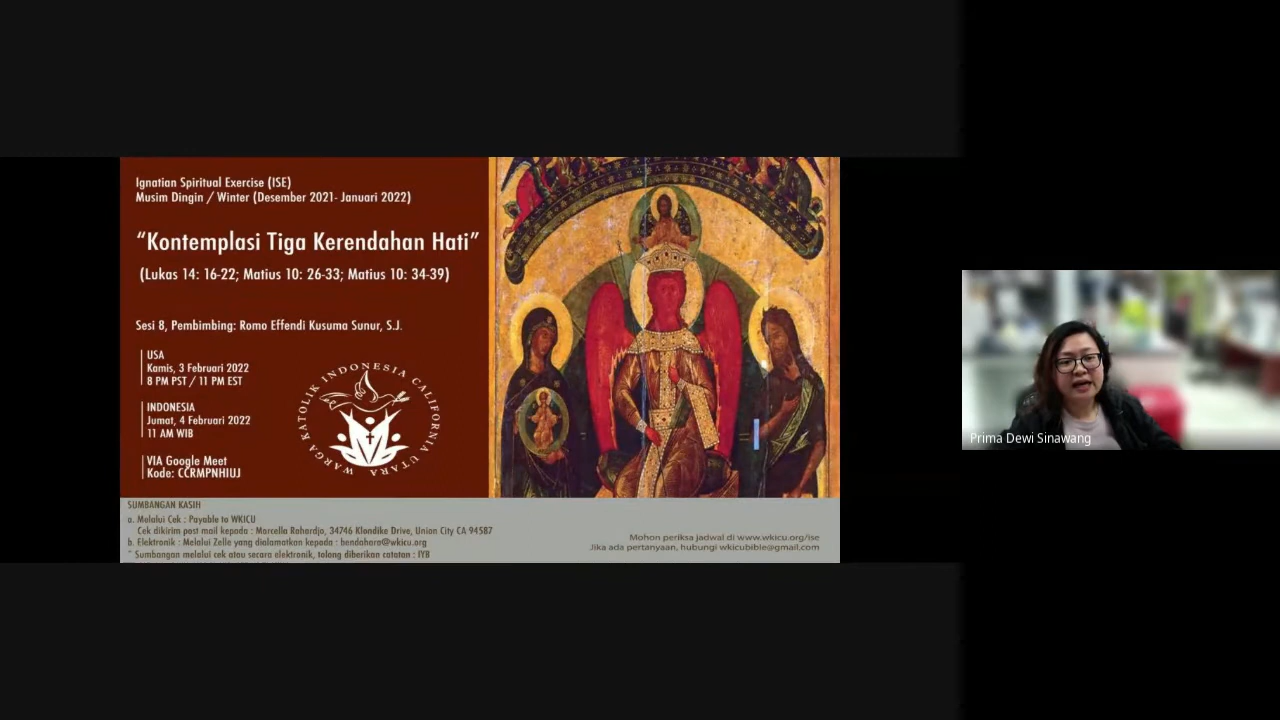 Ignatian Spiritual Exercise (ISE)
Musim Dingin / Winter (Desember 2021- Januari 2022)
“Kontemplasi Tiga Kerendahan Hati”
(Lukas 14: 16-22; Matius 10: 26-33; Matius 10: 34-39)
Sesi 8, Pembimbing: Romo Effendi Kusuma Sunur, S.J.
USA
Kamis, 3 Februari 2022
8 PM PST / 11 PM EST
INDONESIA
Jumat, 4 Februari 2022
11 AM WIB
VIA Google Meet
Kode: CCRMPNHIUJ
WARGA KATOLIK INDONESIA CALIFORNIA UTARA
SUMBANGAN KASIH
a. Melalui Cek : Payable to WKICU
Cek dikirim post mail kepada : Marcella Rahardjo, 34746 Klondike Drive, Union City CA 94587
b. Elektronik : Melalui Zelle yang dialamatkan kepada : bendahara@wkicu.org
* Sumbangan melalui cek atau secara elektronik, tolong diberikan catatan : IYB
Mohon periksa jadwal di www.wkicu.org/ise
Jika ada pertanyaan, hubungi wkicubible@gmail.com
Prima Dewi Sinawang